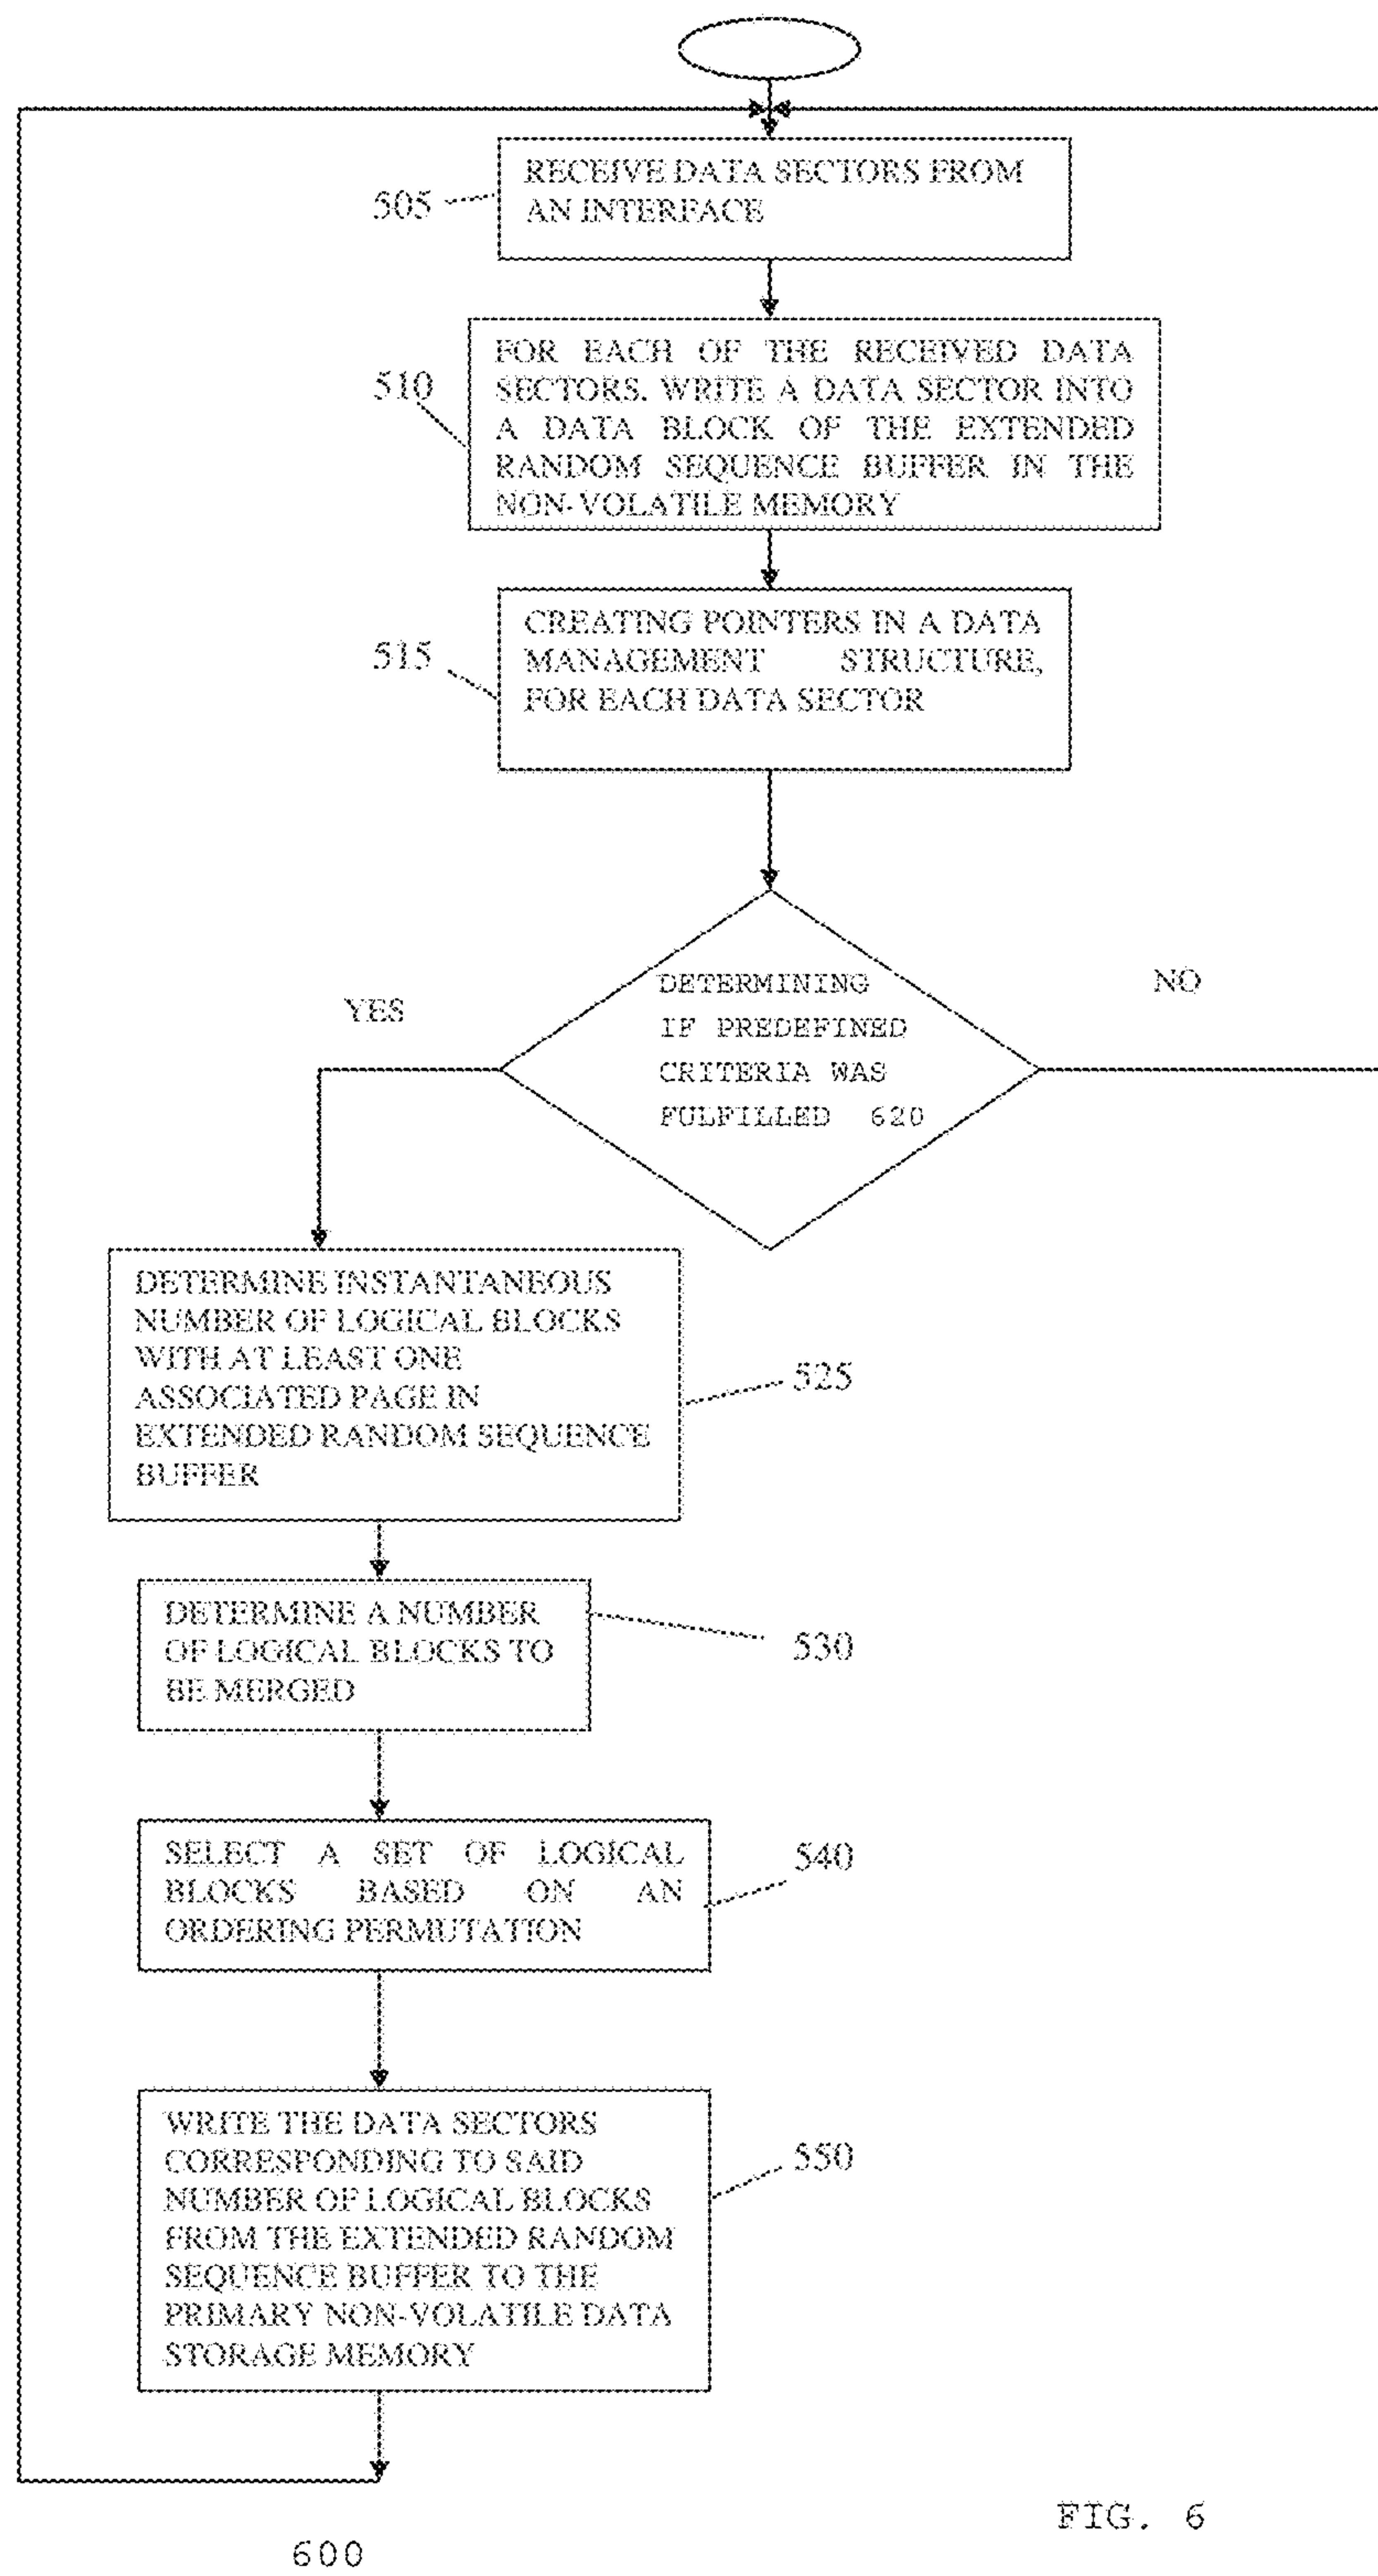 RECEIVE DATA SECTORS FROM
AN INTERFACE
505
FOR EACH OF THE RECEIVED DATA
SECTORS. WRITE A DATA SECTOR INTO
A DATA BLOCK OF THE EXTENDED
RANDOM SEQUENCE BUFFER IN THE
NON-VOLATILE MEMORY
510
CREATING POINTERS IN A DATA
MANAGEMENT STRUCTURE,
FOR EACH DATA SECTOR
515
DETERMINING
IF PREDEFINED
CRITERIA WAS
FULFILLED 620
YES
NO
DETERMINE INSTANTANEOUS
NUMBER OF LOGICAL BLOCKS
WITH AT LEAST ONE
ASSOCIATED PAGE IN
EXTENDED RANDOM SEQUENCE
BUFFER
525
DETERMINE A NUMBER
OF LOGICAL BLOCKS TO
BE MERGED
530
SELECT A SET OF LOGICAL
BLOCKS BASED ON AN
ORDERING PERMUTATION
540
WRITE THE DATA SECTORS
CORRESPONDING TO SAID
NUMBER OF LOGICAL BLOCKS
FROM THE EXTENDED RANDOM
SEQUENCE BUFFER TO THE
PRIMARY NON-VOLATILE DATA
STORAGE MEMORY
550
FIG. 6
600